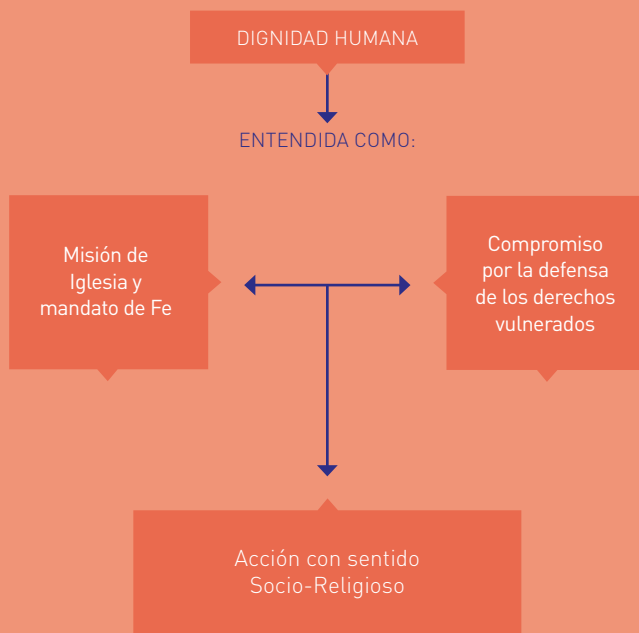 DIGNIDAD HUMANA
ENTENDIDA COMO:
Misión de
Iglesia y
mandato de Fe
Compromiso
por la defensa
de los derechos
vulnerados
Acción con sentido
Socio-Religioso